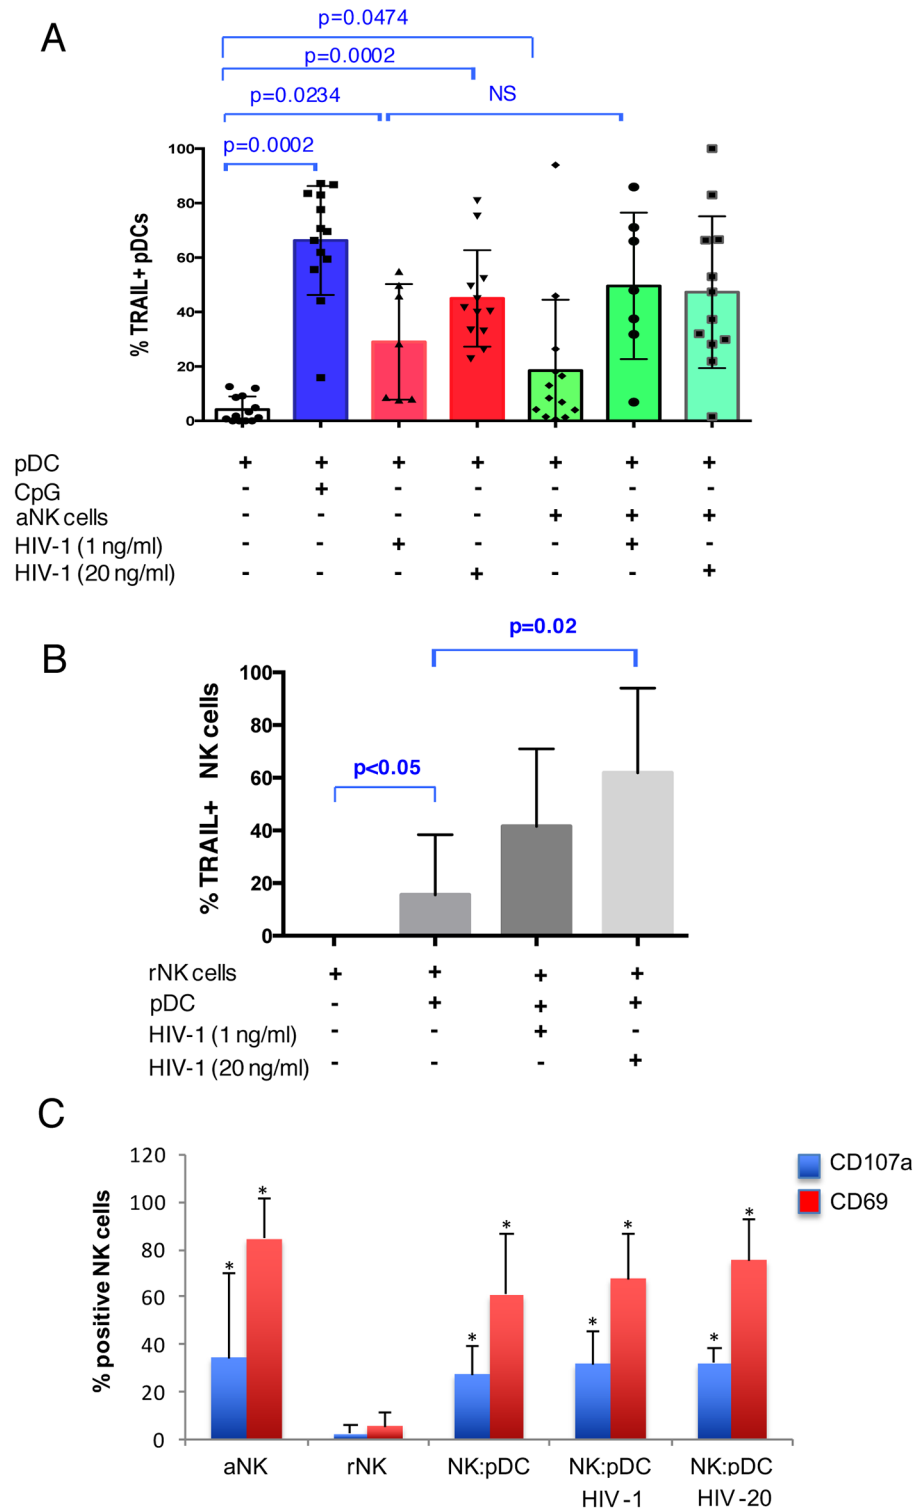 A
p=0.0474
p=0.0002
p=0.0234 NS
p=0.0002
% TRAIL+ pDCs
100
80
60
40
20
0
pDC + + + + + + +
CpG - + - - - - -
aNK cells - - - - + + +
HIV-1 (1 ng/ml) - - + - - + -
HIV-1 (20 ng/ml) - - - + - - +
B
p=0.02
p<0.05
% TRAIL+ NK cells
100
80
60
40
20
0
rNK cells + + + +
pDC - + + +
HIV-1 (1 ng/ml) - - + -
HIV-1 (20 ng/ml) - - - +
C
% positive NK cells
120
100
80
60
40
20
0
* * * * * * * *
CD107a
CD69
aNK rNK NK:pDC NK:pDC NK:pDC
HIV-1 HIV-20